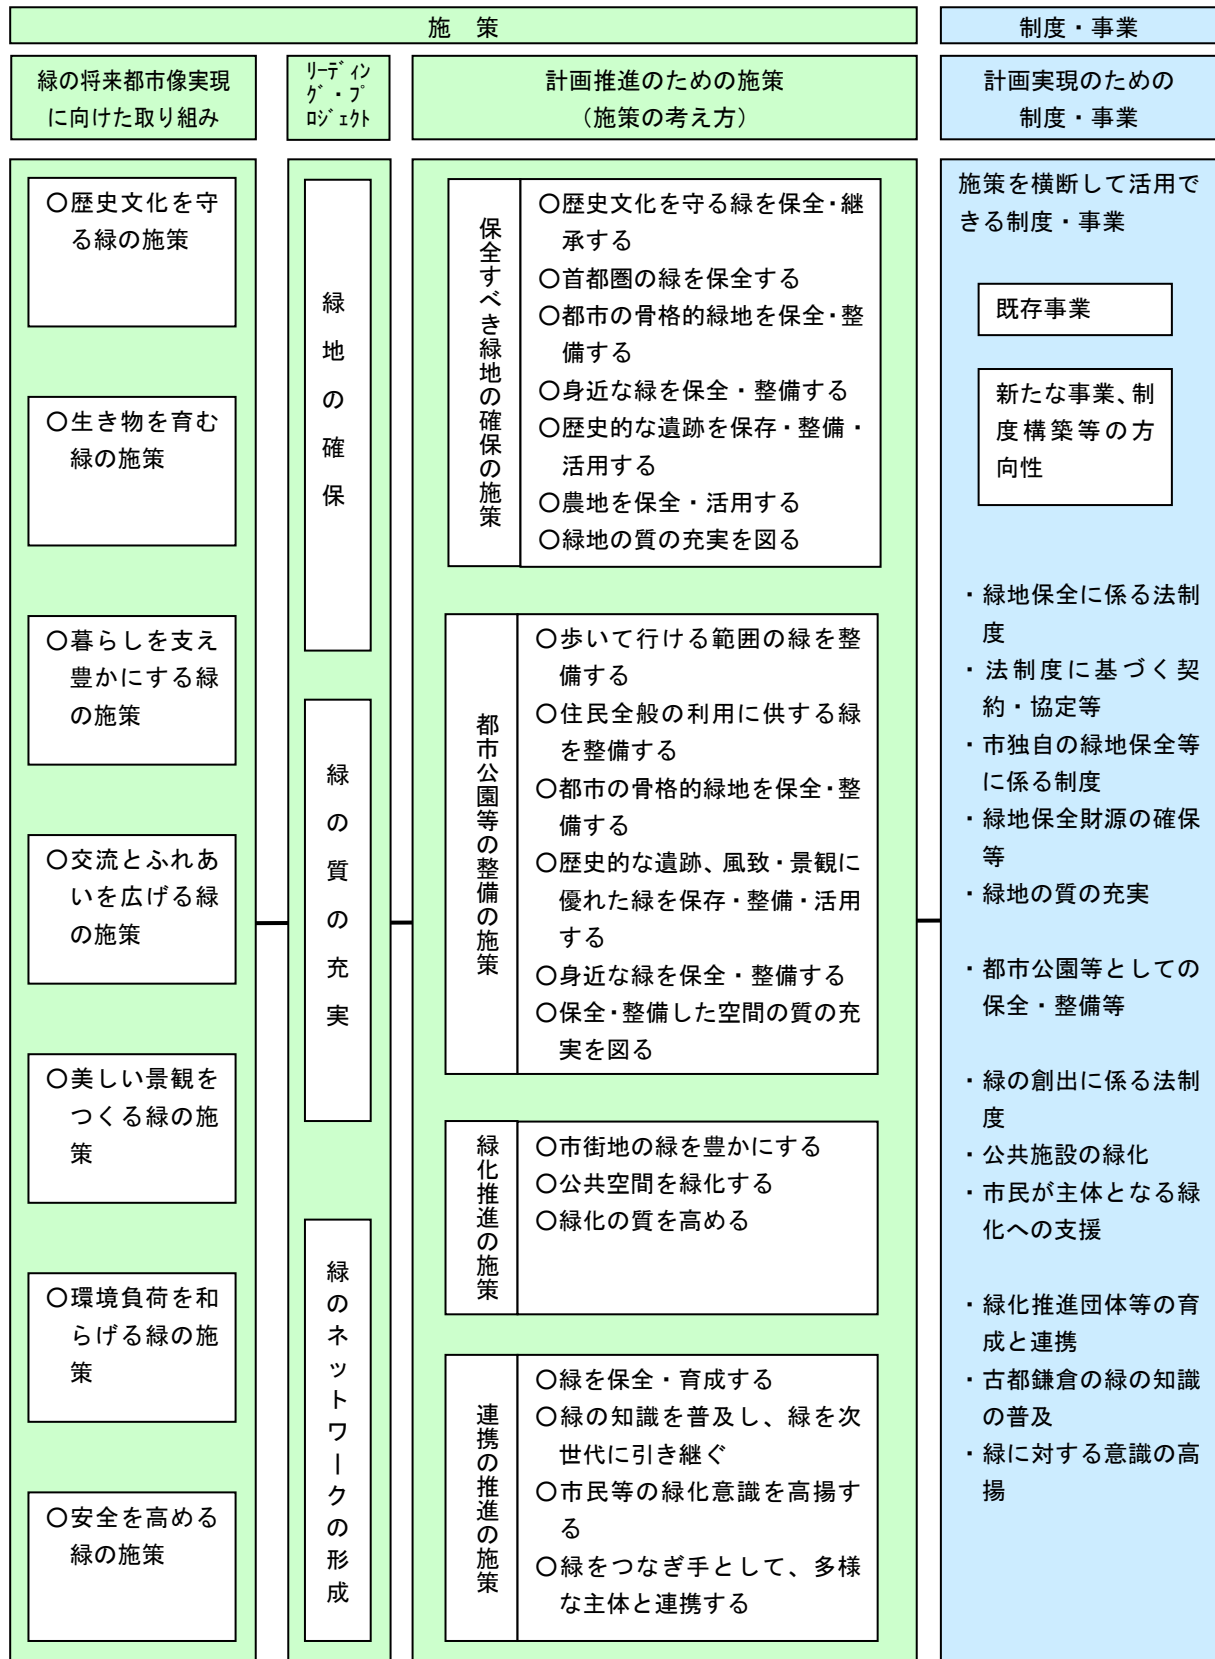 施　策
制度・事業
緑の将来都市像実現
に向けた取り組み
ﾘｰﾃﾞｨﾝ
ｸﾞ・ﾌﾟ
ﾛｼﾞｪｸﾄ
計画推進のための施策
（施策の考え方）
計画実現のための
制度・事業
〇歴史文化を守
る緑の施策
〇生き物を育む
緑の施策
〇暮らしを支え
豊かにする緑
の施策
〇交流とふれあ
いを広げる緑
の施策
〇美しい景観を
つくる緑の施
策
〇環境負荷を和
らげる緑の施
策
〇安全を高める
緑の施策
緑地の確保
緑の質の充実
緑のネットワークの形成
保全すべき緑地の確保の施策
〇歴史文化を守る緑を保全・継
承する
〇首都圏の緑を保全する
〇都市の骨格的緑地を保全・整
備する
〇身近な緑を保全・整備する
〇歴史的な遺跡を保存・整備・
活用する
〇農地を保全・活用する
〇緑地の質の充実を図る
都市公園等の整備の施策
〇歩いて行ける範囲の緑を整
備する
〇住民全般の利用に供する緑
を整備する
〇都市の骨格的緑地を保全・整
備する
〇歴史的な遺跡、風致・景観に
優れた緑を保存・整備・活用
する
〇身近な緑を保全・整備する
〇保全・整備した空間の質の充
実を図る
緑化推進の施策
〇市街地の緑を豊かにする
〇公共空間を緑化する
〇緑化の質を高める
連携の推進の施策
〇緑を保全・育成する
〇緑の知識を普及し、緑を次
世代に引き継ぐ
〇市民等の緑化意識を高揚す
る
〇緑をつなぎ手として、多様
な主体と連携する
施策を横断して活用で
きる制度・事業
既存事業
新たな事業、制
度構築等の方
向性
・緑地保全に係る法制
度
・法制度に基づく契
約・協定等
・市独自の緑地保全等
に係る制度
・緑地保全財源の確保
等
・緑地の質の充実
・都市公園等としての
保全・整備等
・緑の創出に係る法制
度
・公共施設の緑化
・市民が主体となる緑
化への支援
・緑化推進団体等の育
成と連携
・古都鎌倉の緑の知識
の普及
・緑に対する意識の高
揚